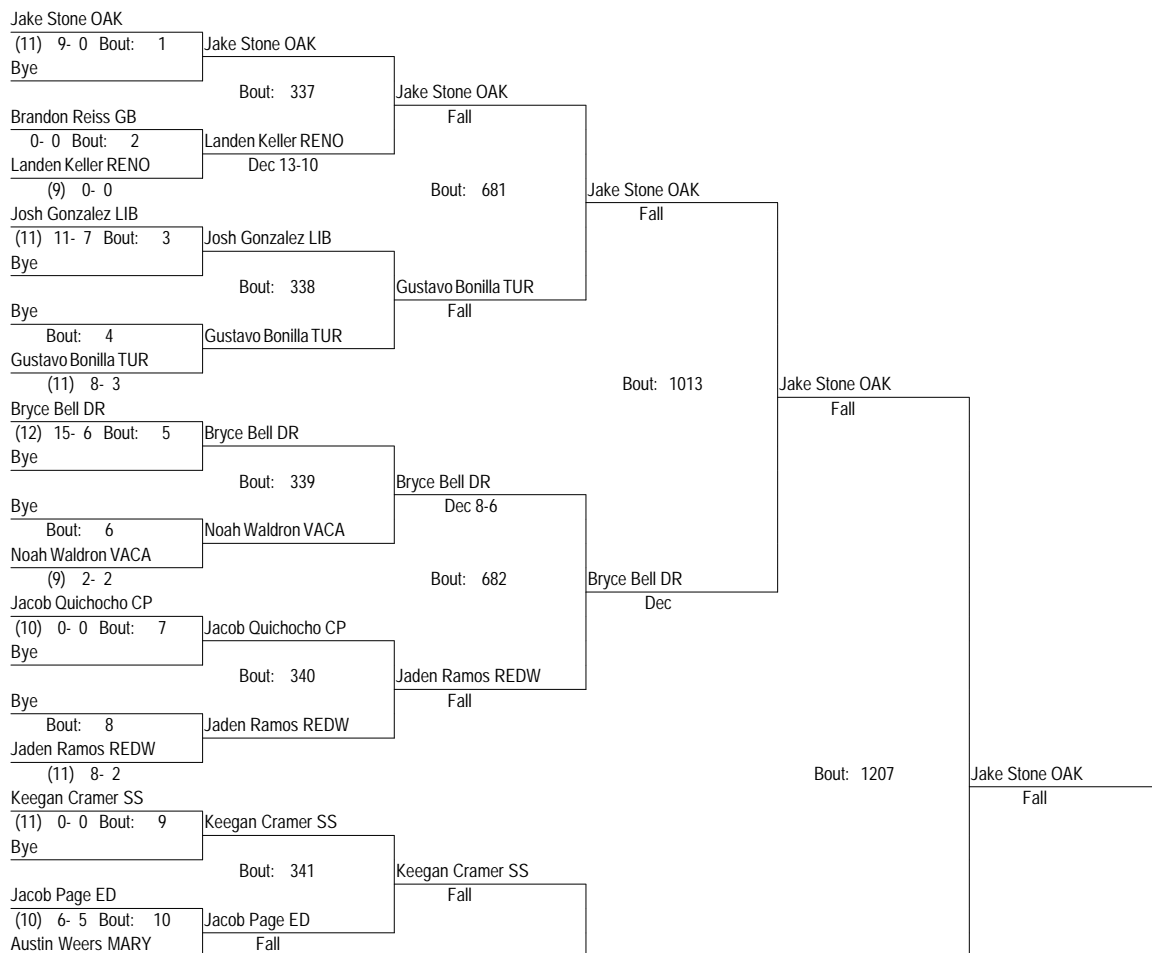 Jake Stone OAK
(11) 9- 0 Bout: 1 Jake Stone OAK
Bye
Bout: 337 Jake Stone OAK
Brandon Reiss GB Fall
0- 0 Bout: 2 Landen Keller RENO
Landen Keller RENO Dec 13-10
(9) 0- 0 Bout: 681 Jake Stone OAK
Josh Gonzalez LIB Fall
(11) 11- 7 Bout: 3 Josh Gonzalez LIB
Bye
Bout: 338 Gustavo Bonilla TUR
Bye Fall
Bout: 4 Gustavo Bonilla TUR
Gustavo Bonilla TUR
(11) 8- 3 Bout: 1013 Jake Stone OAK
Bryce Bell DR Fall
(12) 15- 6 Bout: 5 Bryce Bell DR
Bye
Bout: 339 Bryce Bell DR
Bye Dec 8-6
Bout: 6 Noah Waldron VACA
Noah Waldron VACA
(9) 2- 2 Bout: 682 Bryce Bell DR
Jacob Quichocho CP Dec
(10) 0- 0 Bout: 7 Jacob Quichocho CP
Bye
Bout: 340 Jaden Ramos REDW
Bye Fall
Bout: 8 Jaden Ramos REDW
Jaden Ramos REDW
(11) 8- 2 Bout: 1207 Jake Stone OAK
Keegan Cramer SS Fall
(11) 0- 0 Bout: 9 Keegan Cramer SS
Bye
Bout: 341 Keegan Cramer SS
Jacob Page ED Fall
(10) 6- 5 Bout: 10 Jacob Page ED
Austin Weers MARY Fall